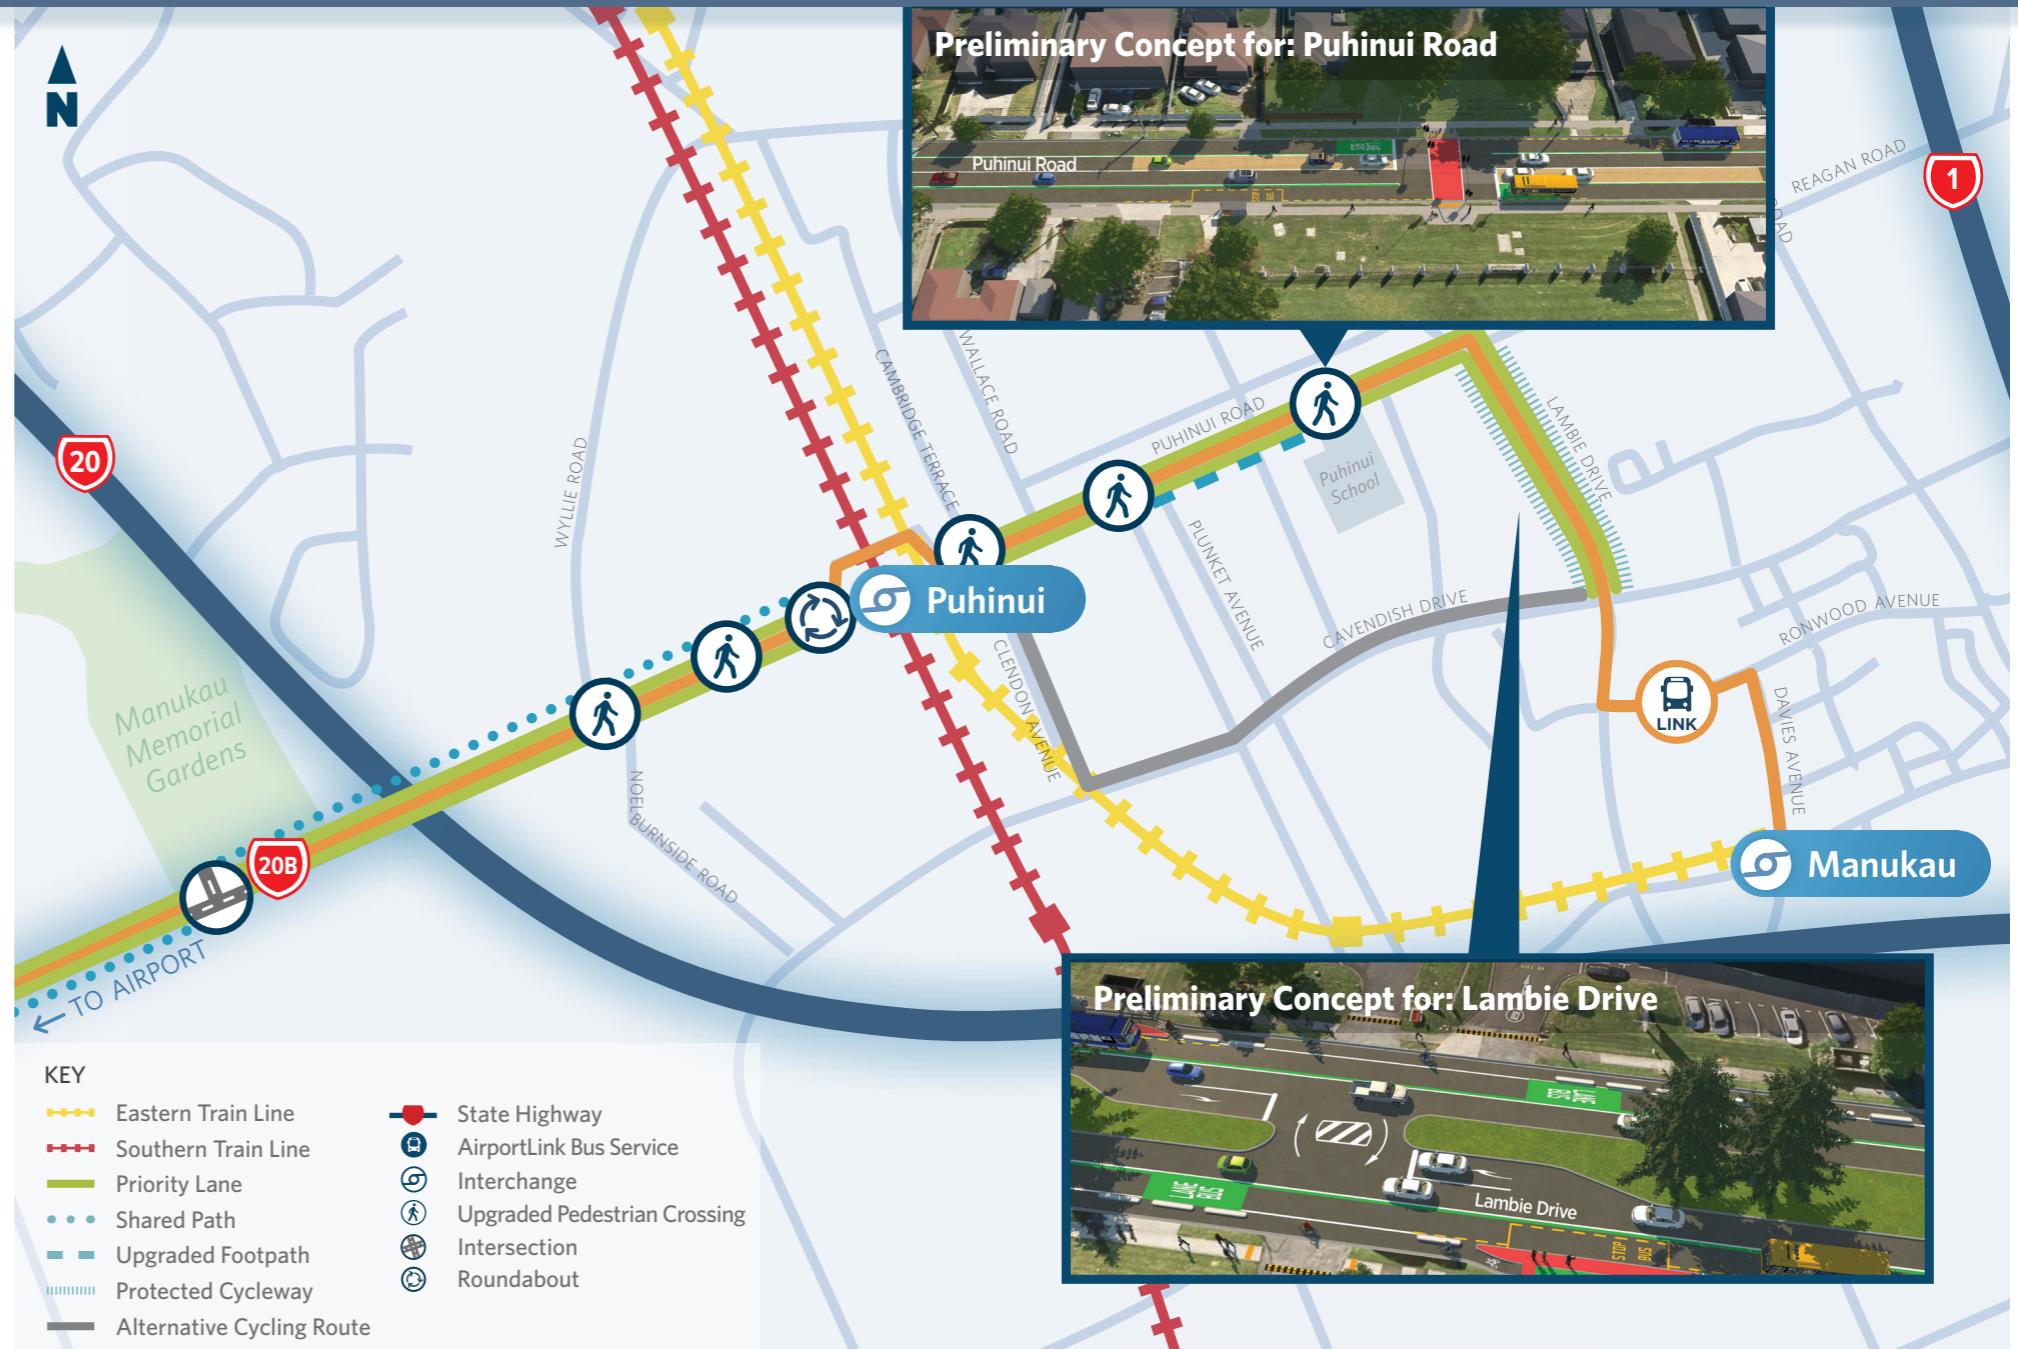 N
Preliminary Concept for: Puhinui Road
Puhinui Road
REAGAN ROAD
ROAD
1
20
WYLLIE ROAD
CAMBRIDGE TERRACE
WALLACE ROAD
PUHINUI ROAD
Puhinui
School
LAMBIE DRIVE
PLUNKET AVENUE
CAVENDISH DRIVE
RONWOOD AVENUE
DAVIES AVENUE
LINK
Puhinui
CLENDON AVENUE
Manukau
Memorial
Gardens
NOEL BURNSIDE ROAD
20B
← TO AIRPORT
Manukau
Preliminary Concept for: Lambie Drive
LANE
BUS
LANE
BUS
Lambie Drive
STOP
BUS
KEY
Eastern Train Line
Southern Train Line
Priority Lane
Shared Path
Upgraded Footpath
Protected Cycleway
Alternative Cycling Route
State Highway
AirportLink Bus Service
Interchange
Upgraded Pedestrian Crossing
Intersection
Roundabout